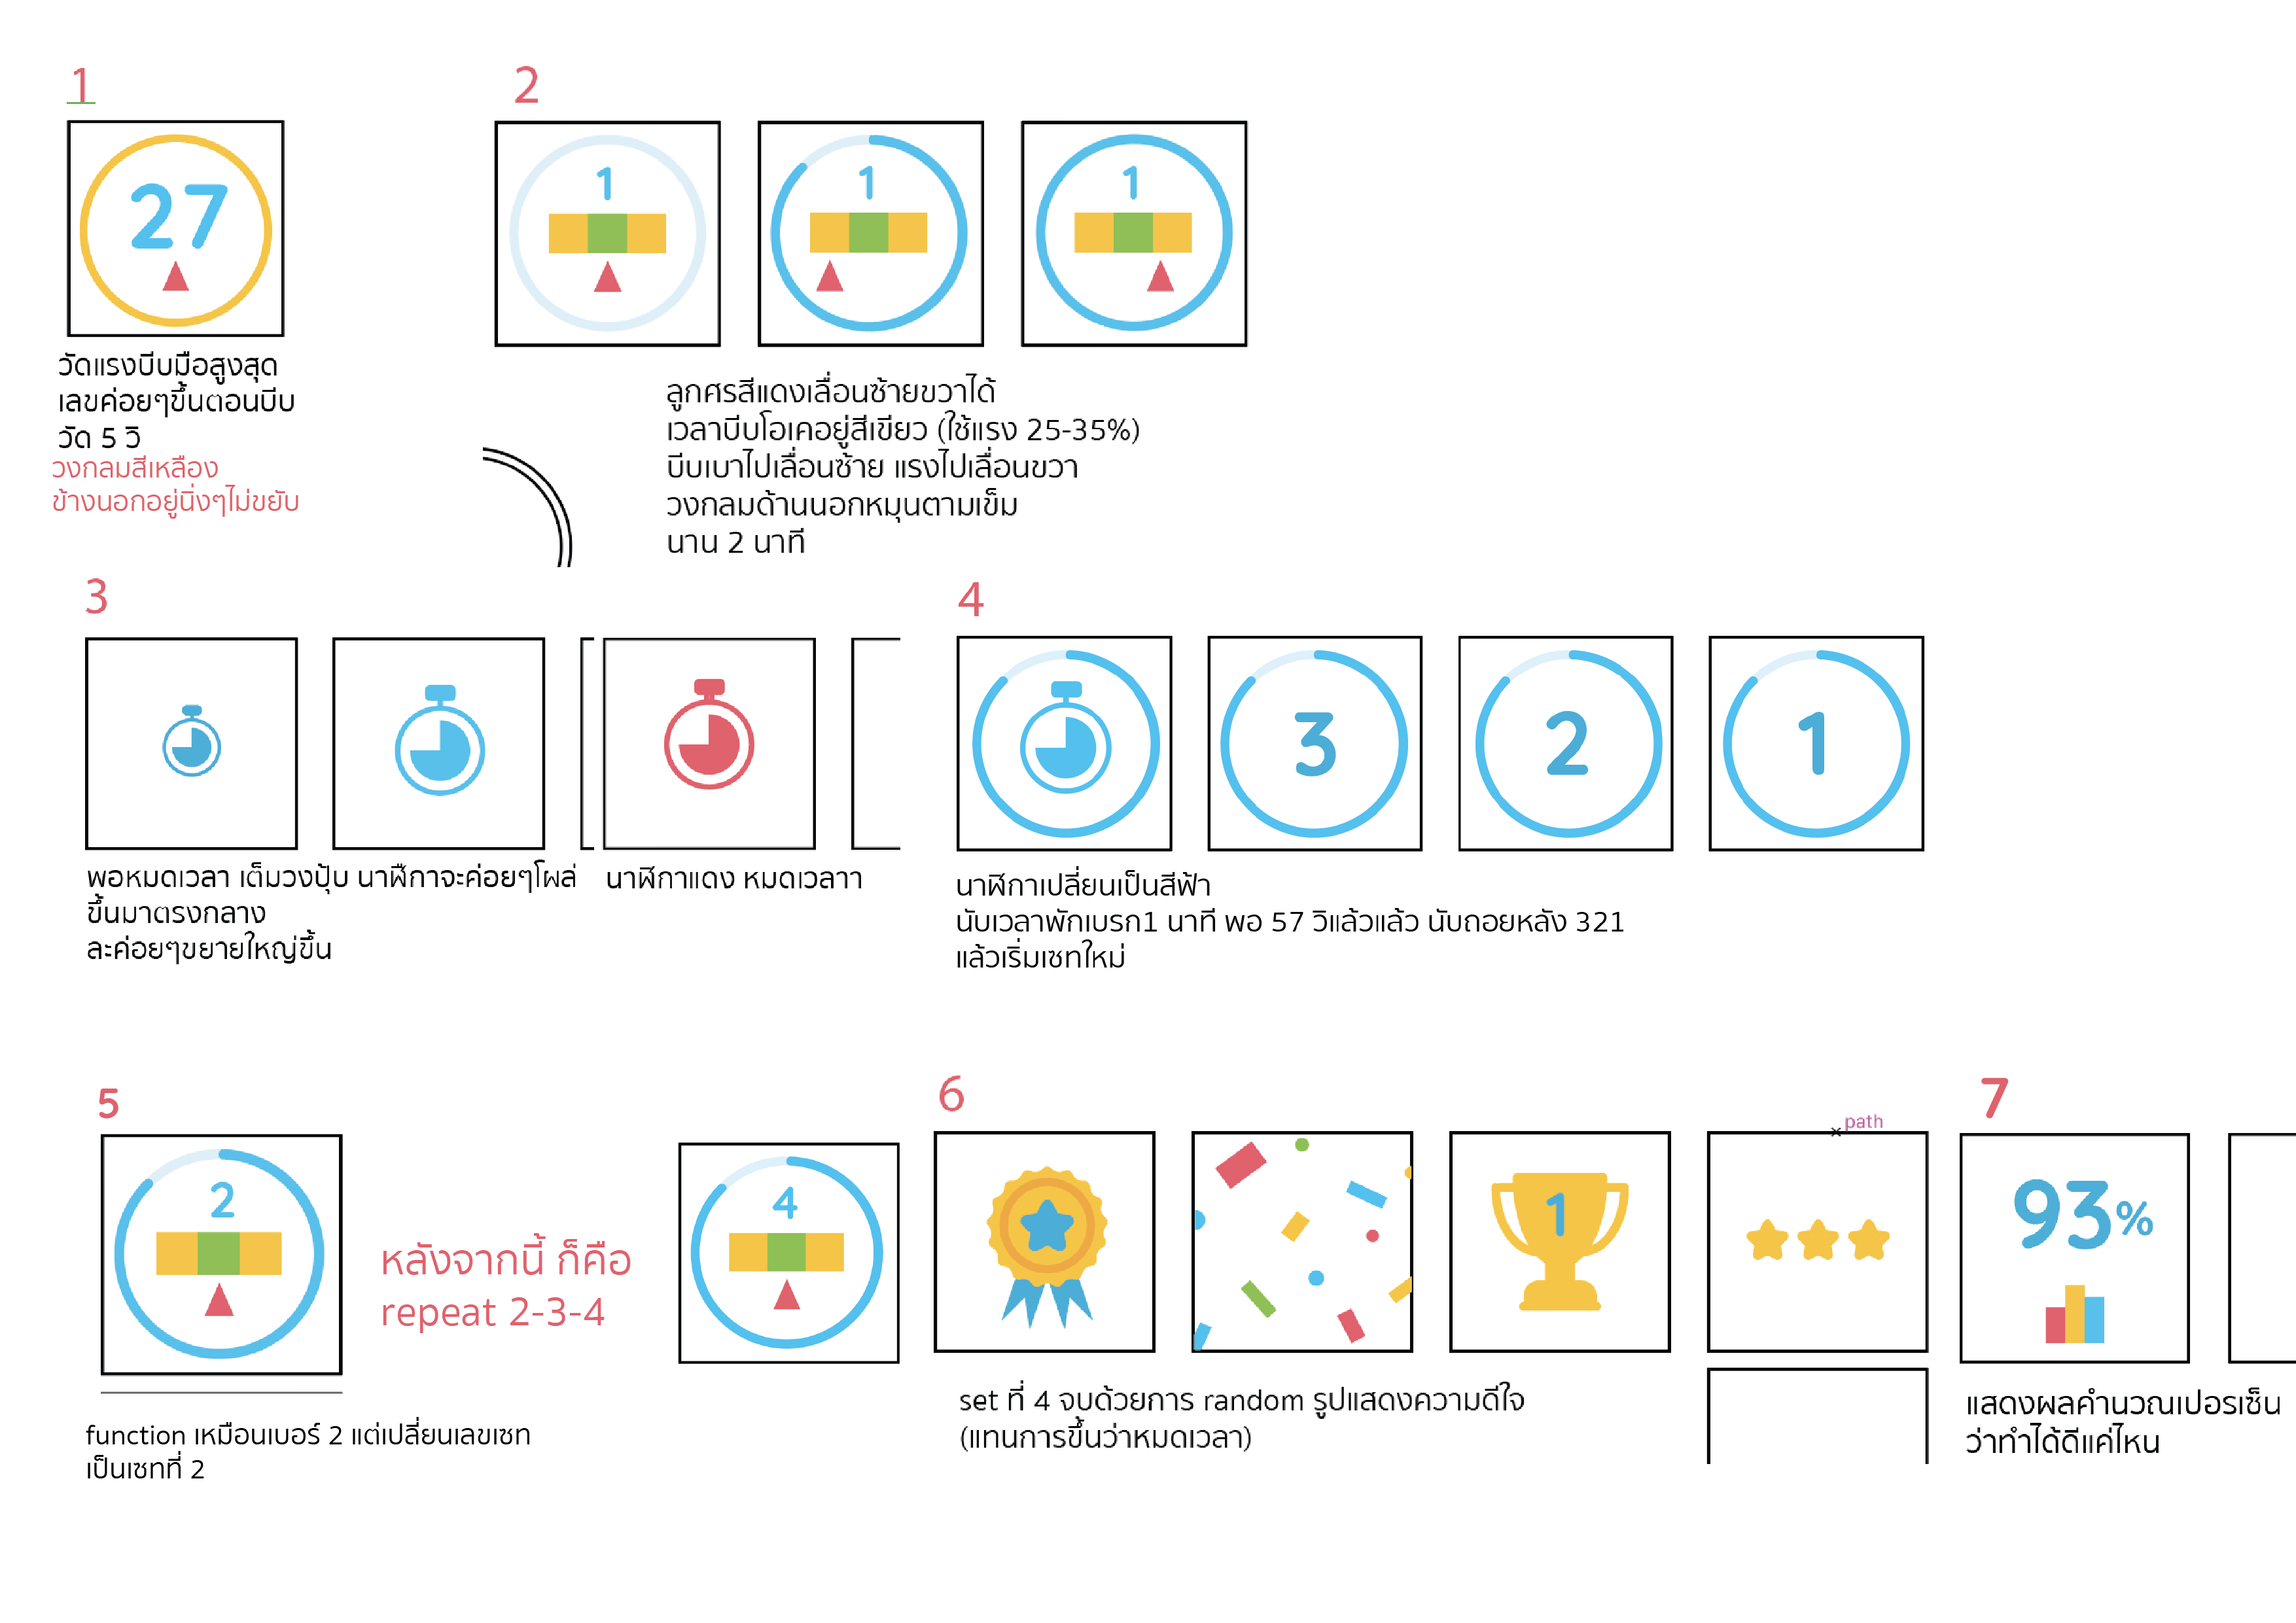 1
27
วัดแรงบีบมือสูงสุด
เลขค่อยๆขึ้นตอนบีบ
วัด 5 วิ
วงกลมสีเหลือง
ข้างนอกอยู่นิ่งๆไม่ขยับ
2
1
1
1
ลูกศรสีแดงเลื่อนซ้ายขวาได้
เวลาบีบโอเคอยู่สีเขียว (ใช้แรง 25-35%)
บีบเบาไปเลื่อนซ้าย แรงไปเลื่อนขวา
วงกลมด้านนอกหมุนตามเข็ม
นาน 2 นาที
3
พอหมดเวลา เต็มวงปุ้บ นาฬืกาจะค่อยๆโผล่
ขึ้นมาตรงกลาง
ละค่อยๆขยายใหญ่ขึ้น
นาฬิกาแดง หมดเวลาา
4
3
2
1
นาฬิกาเปลี่ยนเป็นสีฟ้า
นับเวลาพักเบรก1 นาที พอ 57 วิแล้วแล้ว นับถอยหลัง 321
แล้วเริ่มเซทใหม่
5
2
function เหมือนเบอร์ 2 แต่เปลี่ยนเลขเซท
เป็นเซทที่ 2
หลังจากนี้ ก็คือ
repeat 2-3-4
4
6
1
path
set ที่ 4 จบด้วยการ random รูปแสดงความดีใจ
(แทนการขึ้นว่าหมดเวลา)
7
93%
แสดงผลคำนวณเปอรเซ็น
ว่าทำได้ดีแค่ไหน